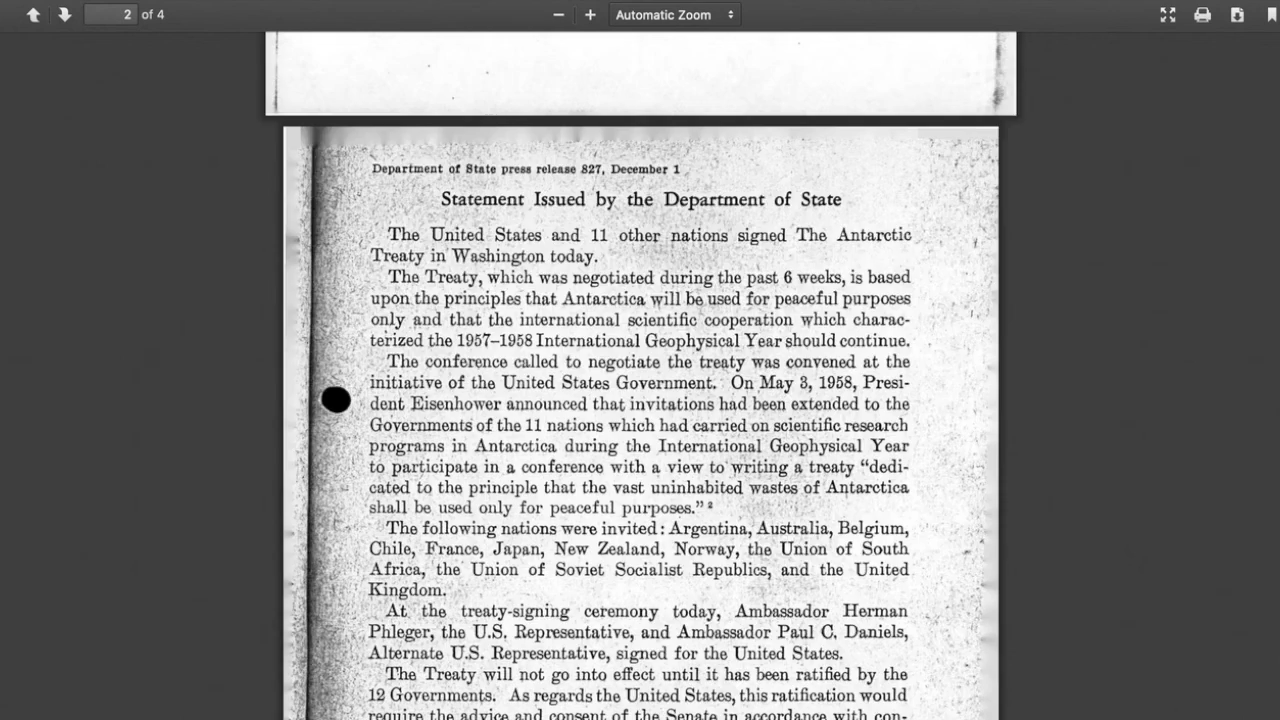 2 of 4
Automatic Zoom
Department of State press release 827, December 1
Statement Issued by the Department of State
The United States and 11 other nations signed The Antarctic
Treaty in Washington today.
The Treaty, which was negotiated during the past 6 weeks, is based
upon the principles that Antarctica will be used for peaceful purposes
only and that the international scientific cooperation which charac-
terized the 1957–1958 International Geophysical Year should continue.
The conference called to negotiate the treaty was convened at the
initiative of the United States Government. On May 3, 1958, Presi-
dent Eisenhower announced that invitations had been extended to the
Governments of the 11 nations which had carried on scientific research
programs in Antarctica during the International Geophysical Year
to participate in a conference with a view to writing a treaty “dedi-
cated to the principle that the vast uninhabited wastes of Antarctica
shall be used only for peaceful purposes.” ²
The following nations were invited: Argentina, Australia, Belgium,
Chile, France, Japan, New Zealand, Norway, the Union of South
Africa, the Union of Soviet Socialist Republics, and the United
Kingdom.
At the treaty-signing ceremony today, Ambassador Herman
Phleger, the U.S. Representative, and Ambassador Paul C. Daniels,
Alternate U.S. Representative, signed for the United States.
The Treaty will not go into effect until it has been ratified by the
12 Governments. As regards the United States, this ratification would
require the advice and consent of the Senate in accordance with con-